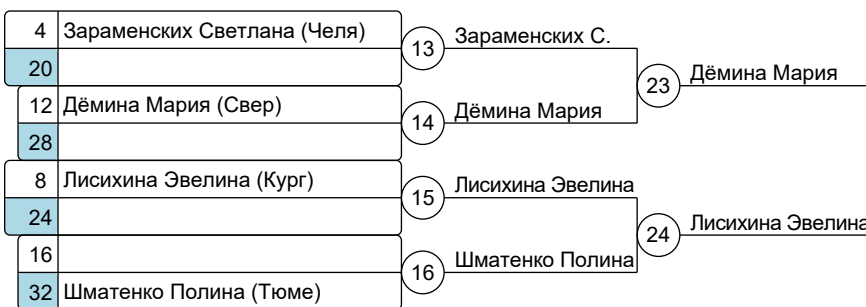 4 Зараменских Светлана (Челя)
20
13 Зараменских С.
12 Дёмина Мария (Свер)
28
14 Дёмина Мария
23 Дёмина Мария
8 Лисихина Эвелина (Кург)
24
15 Лисихина Эвелина
16
32 Шматенко Полина (Тюме)
16 Шматенко Полина
24 Лисихина Эвелина